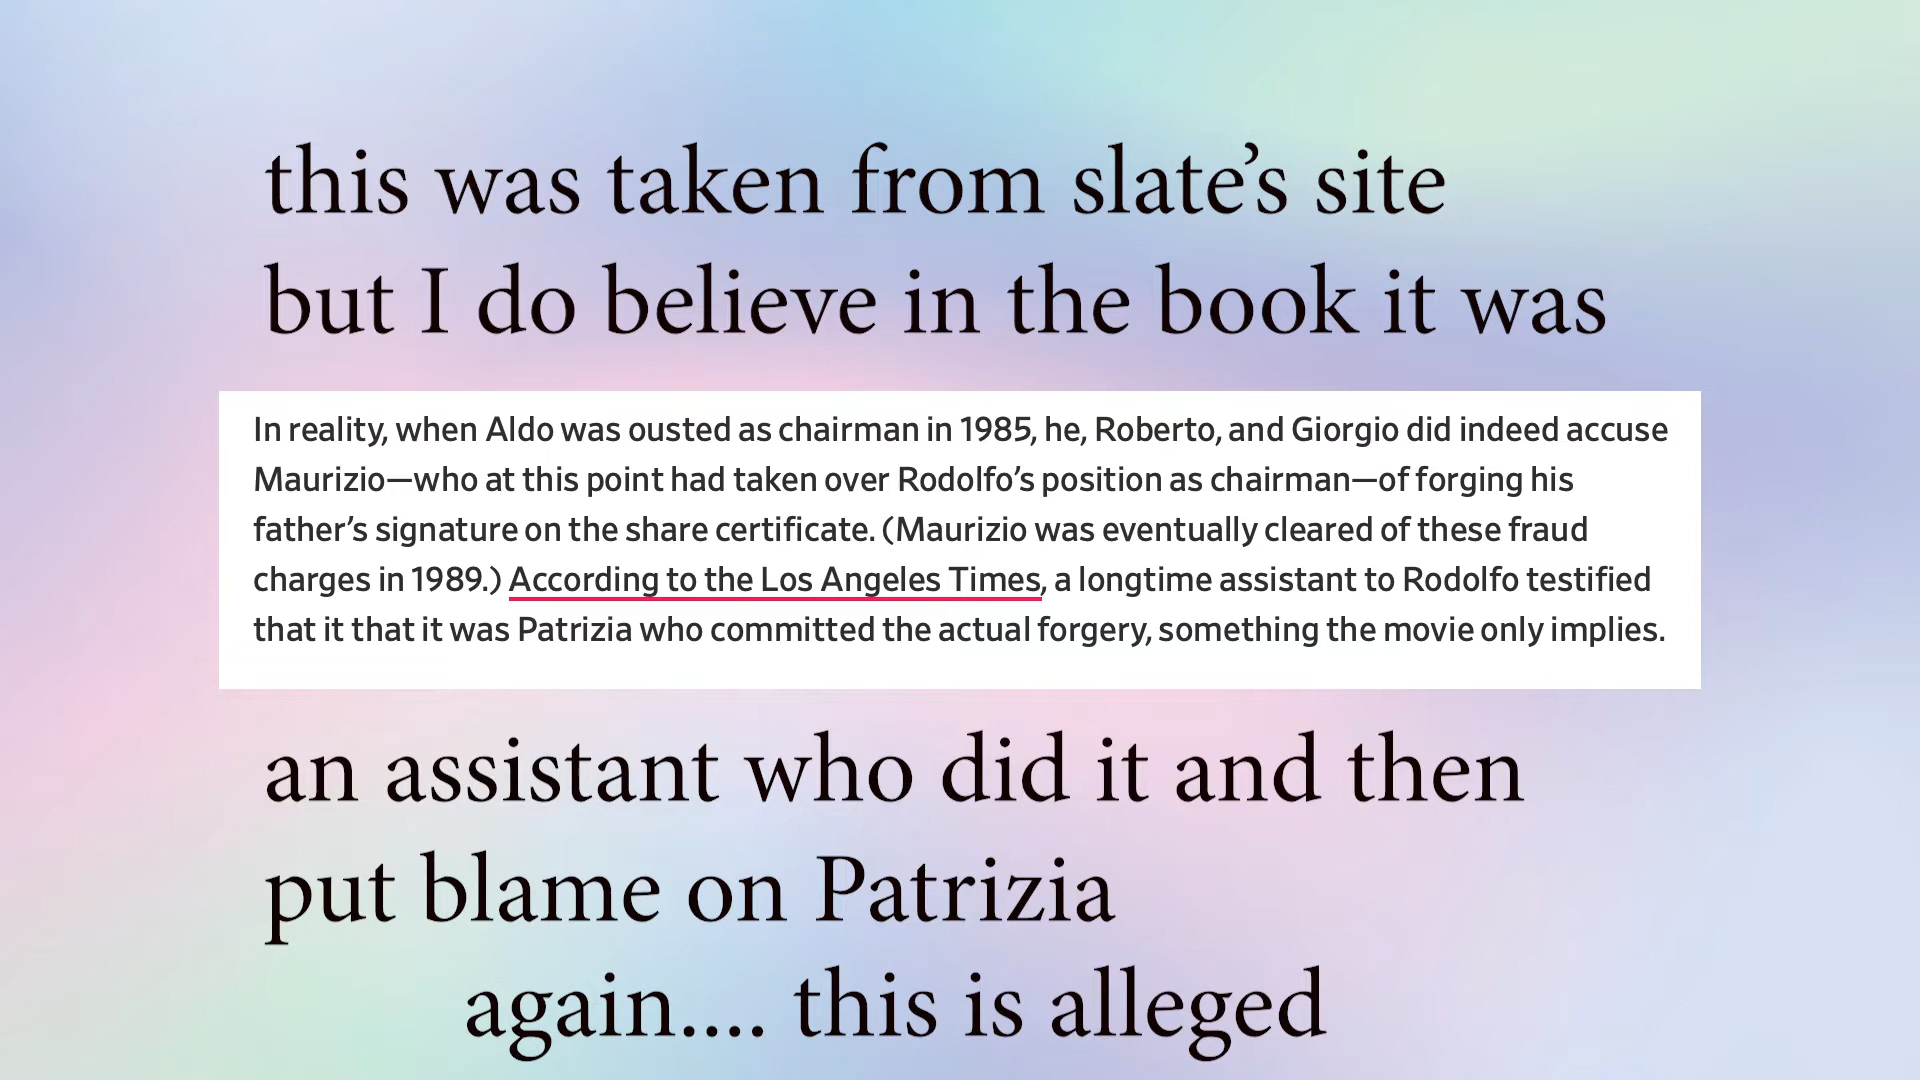 this was taken from slate’s site
but I do believe in the book it was
In reality, when Aldo was ousted as chairman in 1985, he, Roberto, and Giorgio did indeed accuse
Maurizio—who at this point had taken over Rodolfo’s position as chairman—of forging his
father’s signature on the share certificate. (Maurizio was eventually cleared of these fraud
charges in 1989.) According to the Los Angeles Times, a longtime assistant to Rodolfo testified
that it that it was Patrizia who committed the actual forgery, something the movie only implies.
an assistant who did it and then
put blame on Patrizia
again.... this is alleged